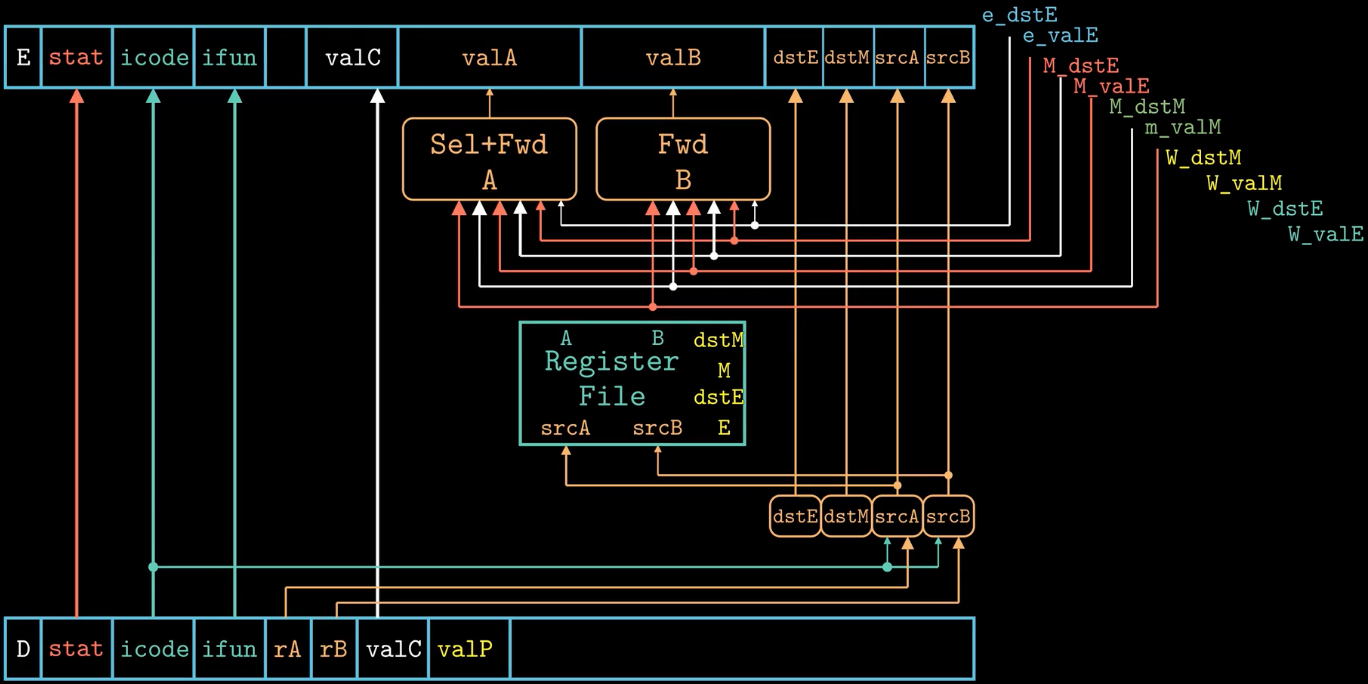 e_dstE
E stat icode ifun valC valA valB dstE dstM srcA srcB
e_valE
M_dstE
M_valE
M_dstM
m_valM
W_dstM
W_valM
W_dstE
W_valE
Sel+Fwd
A
Fwd
B
A B dstM
Register
M
File
dstE
srcA srcB E
dstE dstM srcA srcB
D stat icode ifun rA rB valC valP